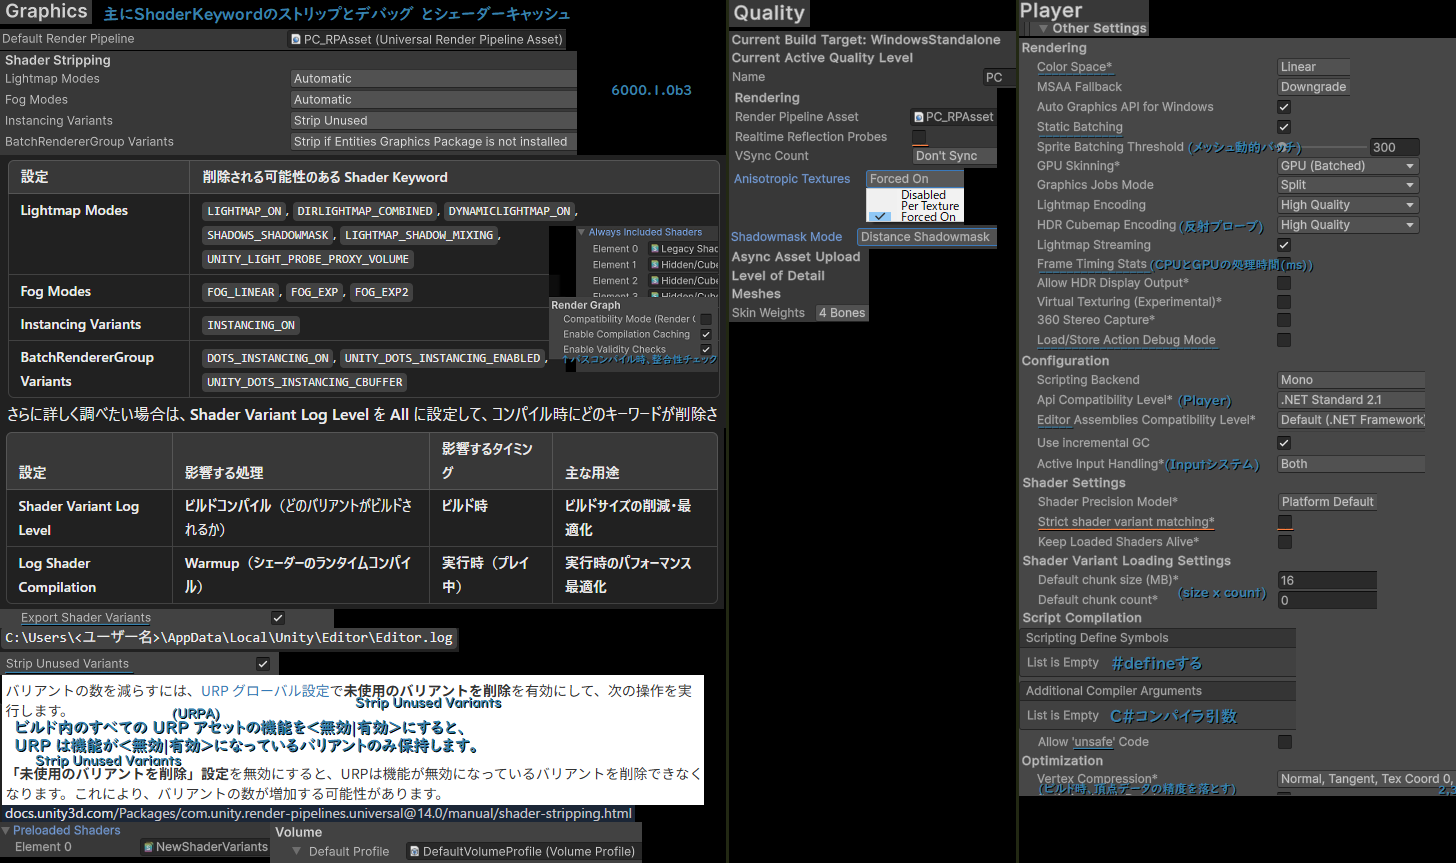 Graphics 主にShaderKeywordのストリップとデバッグ とシェーダーキャッシュ
Default Render Pipeline PC_RPAsset (Universal Render Pipeline Asset)
Shader Stripping
Lightmap Modes Automatic
Fog Modes Automatic
Instancing Variants Strip Unused
BatchRendererGroup Variants Strip if Entities Graphics Package is not installed
6000.1.0b3
設定 削除される可能性のある Shader Keyword
Lightmap Modes LIGHTMAP_ON, DIRLIGHTMAP_COMBINED, DYNAMICLIGHTMAP_ON,
SHADOWS_SHADOWMASK, LIGHTMAP_SHADOW_MIXING,
UNITY_LIGHT_PROBE_PROXY_VOLUME
Fog Modes FOG_LINEAR, FOG_EXP, FOG_EXP2
Instancing Variants INSTANCING_ON
BatchRendererGroup Variants DOTS_INSTANCING_ON, UNITY_DOTS_INSTANCING_ENABLED,
UNITY_DOTS_INSTANCING_CBUFFER
Always Included Shaders
Element 0 Legacy Shad
Element 1 Hidden/Cube
Element 2 Hidden/Cube
Element 3 Hidden/Cube
Render Graph
Compatibility Mode (Render G
Enable Compilation Caching
Enable Validity Checks
↑パスコンパイル時、整合性チェック
さらに詳しく調べたい場合は、Shader Variant Log Level を All に設定して、コンパイル時にどのキーワードが削除さ
設定 影響する処理 影響するタイミング 主な用途
Shader Variant Log Level ビルドコンパイル（どのバリアントがビルドされるか） ビルド時 ビルドサイズの削減・最適化
Log Shader Compilation Warmup（シェーダーのランタイムコンパイル） 実行時（プレイ中） 実行時のパフォーマンス最適化
Export Shader Variants
C:\Users\<ユーザー名>\AppData\Local\Unity\Editor\Editor.log
Strip Unused Variants
バリアントの数を減らすには、URP グローバル設定で未使用のバリアントを削除を有効にして、次の操作を実
行します。
(URPA)
Strip Unused Variants
ビルド内のすべての URP アセットの機能を<無効|有効>にすると、
URP は機能が<無効|有効>になっているバリアントのみ保持します。
Strip Unused Variants
「未使用のバリアントを削除」設定を無効にすると、URPは機能が無効になっているバリアントを削除できなく
なります。これにより、バリアントの数が増加する可能性があります。
docs.unity3d.com/Packages/com.unity.render-pipelines.universal@14.0/manual/shader-stripping.html
Preloaded Shaders
Element 0 NewShaderVariants
Volume
Default Profile DefaultVolumeProfile (Volume Profile)
Quality
Current Build Target: WindowsStandalone
Current Active Quality Level
Name PC
Rendering
Render Pipeline Asset PC_RPAsset
Realtime Reflection Probes
VSync Count Don't Sync
Anisotropic Textures Forced On
Disabled
Per Texture
Forced On
Shadowmask Mode Distance Shadowmask
Async Asset Upload
Level of Detail
Meshes
Skin Weights 4 Bones
Player
Other Settings
Rendering
Color Space* Linear
MSAA Fallback Downgrade
Auto Graphics API for Windows
Static Batching
Sprite Batching Threshold (メッシュ動的バッチ) 300
GPU Skinning* GPU (Batched)
Graphics Jobs Mode Split
Lightmap Encoding High Quality
HDR Cubemap Encoding (反射プローブ) High Quality
Lightmap Streaming
Frame Timing Stats (CPUとGPUの処理時間(ms))
Allow HDR Display Output*
Virtual Texturing (Experimental)*
360 Stereo Capture*
Load/Store Action Debug Mode
Configuration
Scripting Backend Mono
Api Compatibility Level* (Player) .NET Standard 2.1
Editor Assemblies Compatibility Level* Default (.NET Framework)
Use incremental GC
Active Input Handling* (Inputシステム) Both
Shader Settings
Shader Precision Model* Platform Default
Strict shader variant matching*
Keep Loaded Shaders Alive*
Shader Variant Loading Settings
Default chunk size (MB)* 16
(size x count)
Default chunk count* 0
Script Compilation
Scripting Define Symbols
List is Empty #defineする
Additional Compiler Arguments
List is Empty C#コンパイラ引数
Allow 'unsafe' Code
Optimization
Vertex Compression* Normal, Tangent, Tex Coord 0,
(ビルド時、頂点データの精度を落とす) 2,3